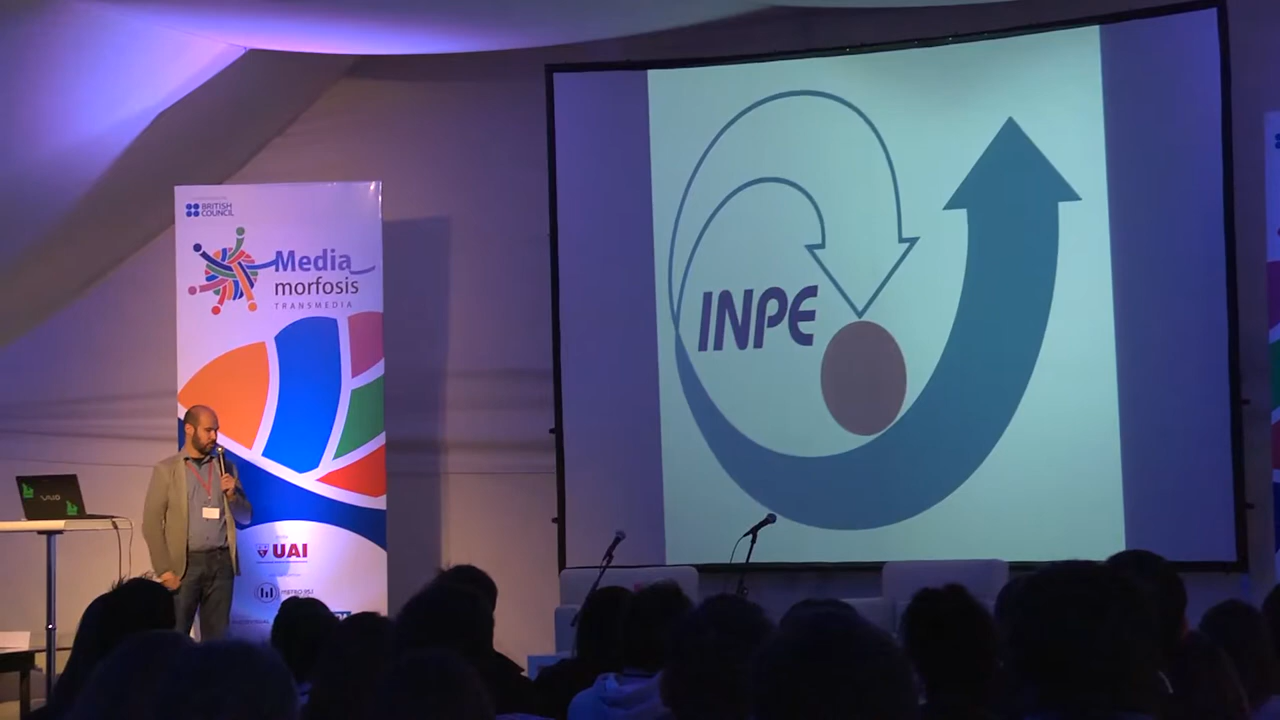 BRITISH
COUNCIL
Media
morfosis
TRANSMEDIA
UAI
INPE
VAIO